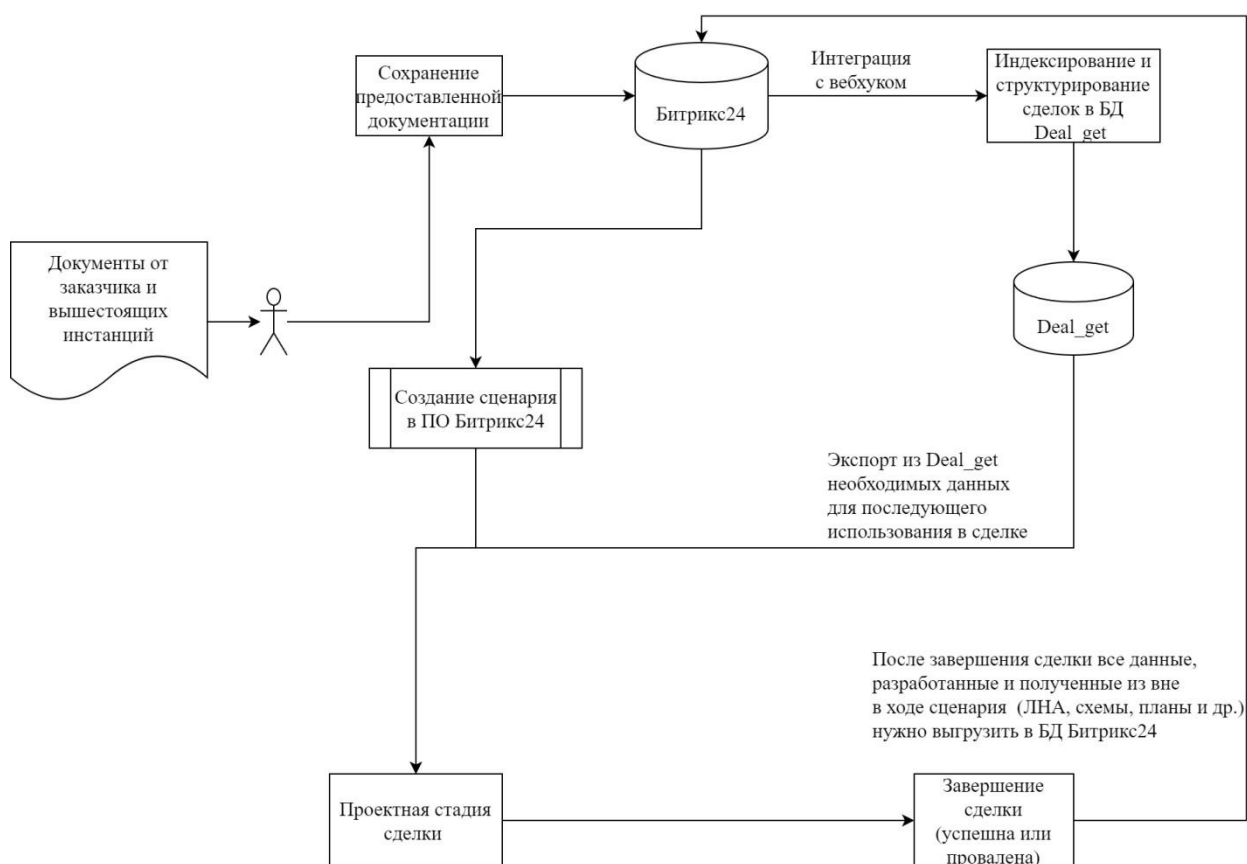 Сохранение
предоставленной
документации
Битрикс24
Интеграция
с вебхуком
Индексирование и
структурирование
сделок в БД
Deal_get
Документы от
заказчика и
вышестоящих
инстанций
Deal_get
Создание сценария
в ПО Битрикс24
Экспорт из Deal_get
необходимых данных
для последующего
использования в сделке
После завершения сделки все данные,
разработанные и полученные из вне
в ходе сценария (ЛНА, схемы, планы и др.)
нужно выгрузить в БД Битрикс24
Проектная стадия
сделки
Завершение
сделки
(успешна или
провалена)